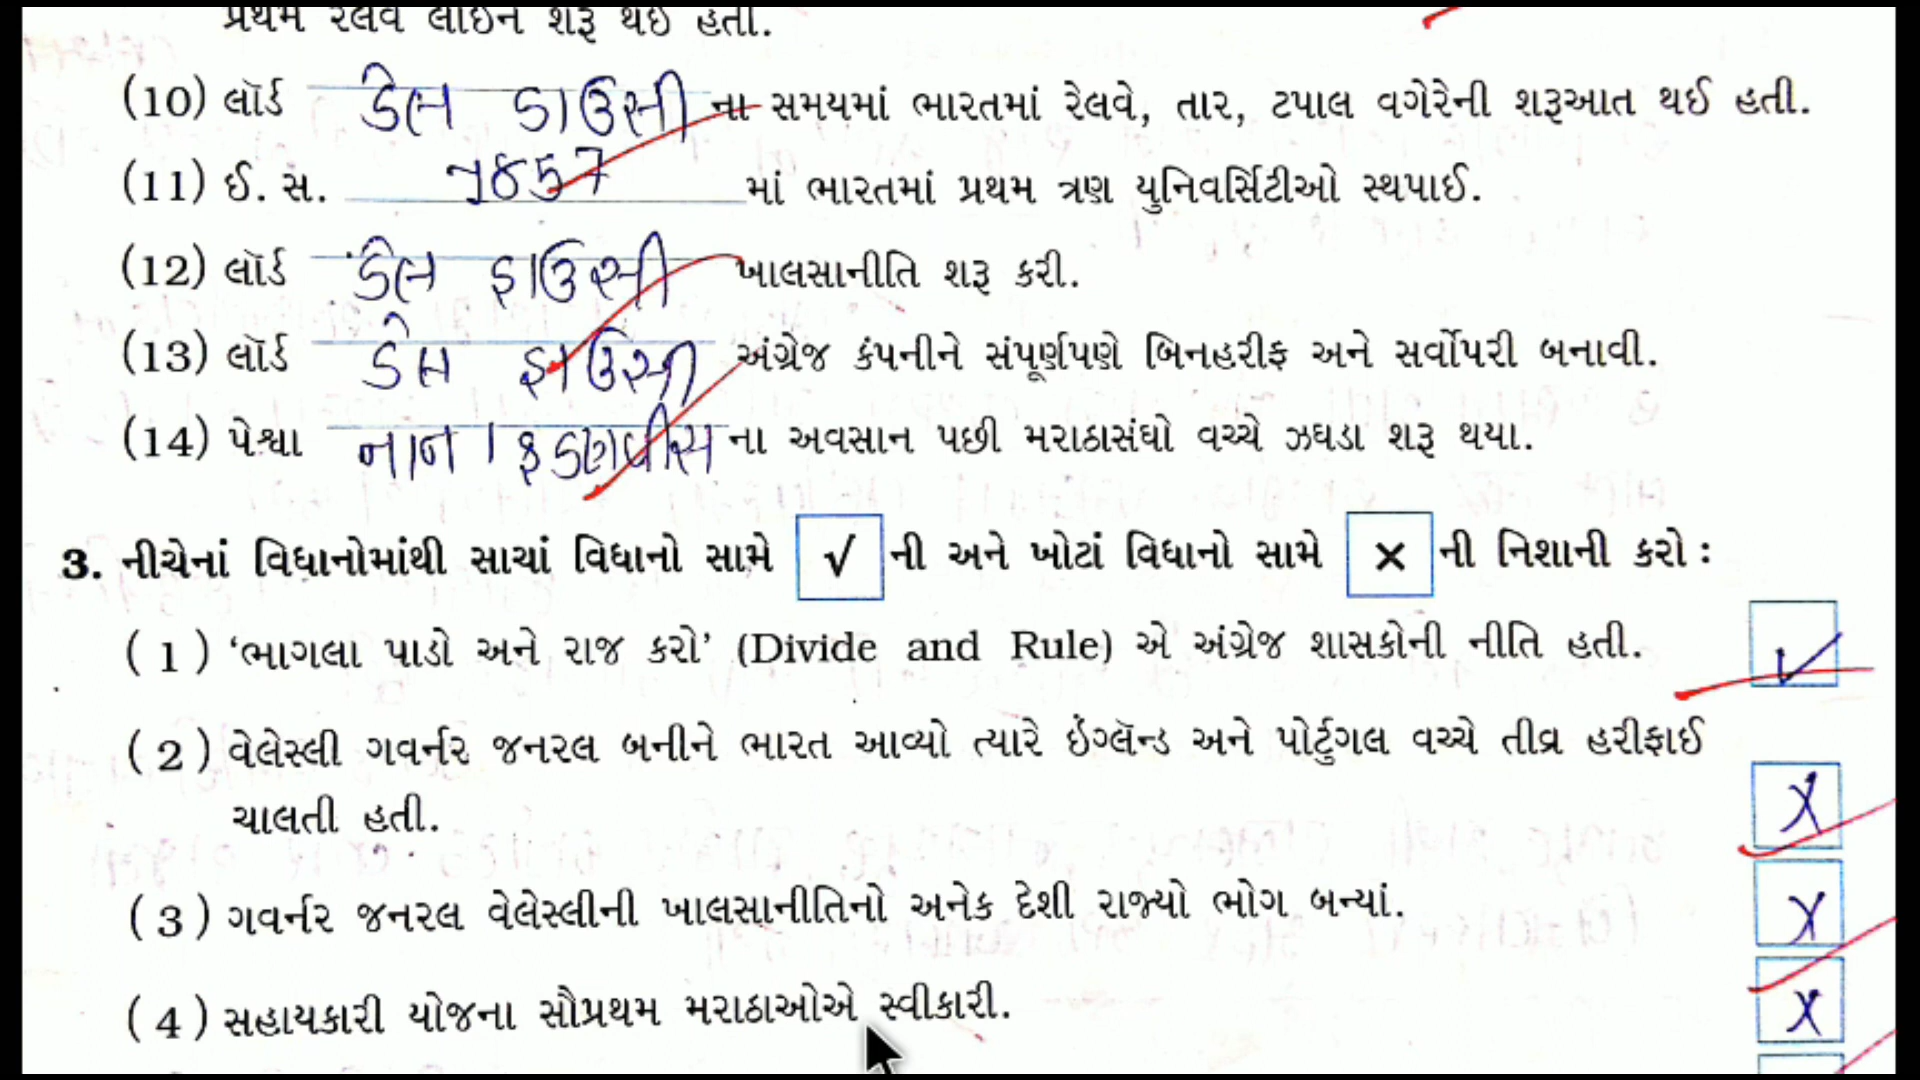 પ્રથમ રેલવે લાઇન શરૂ થઈ હતી.
(10) લૉર્ડ ડેલ ડાઉસી ના સમયમાં ભારતમાં રેલવે, તાર, ટપાલ વગેરેની શરૂઆત થઈ હતી.
(11) ઈ. સ. ૧857 માં ભારતમાં પ્રથમ ત્રણ યુનિવર્સિટીઓ સ્થપાઈ.
(12) લૉર્ડ ડેલ હાઉસી ખાલસાનીતિ શરૂ કરી.
(13) લૉર્ડ ડેલ હાઉસી અંગ્રેજ કંપનીને સંપૂર્ણપણે બિનહરીફ અને સર્વોપરી બનાવી.
(14) પેશ્વા નાના ફડણવીસ ના અવસાન પછી મરાઠાસંઘો વચ્ચે ઝઘડા શરૂ થયા.
3. નીચેનાં વિધાનોમાંથી સાચાં વિધાનો સામે √ ની અને ખોટાં વિધાનો સામે × ની નિશાની કરો :
( 1 ) ‘ભાગલા પાડો અને રાજ કરો’ (Divide and Rule) એ અંગ્રેજ શાસકોની નીતિ હતી. ✓
( 2 ) વેલેસ્લી ગવર્નર જનરલ બનીને ભારત આવ્યો ત્યારે ઇંગ્લૅન્ડ અને પોર્ટુગલ વચ્ચે તીવ્ર હરીફાઈ
ચાલતી હતી. X
( 3 ) ગવર્નર જનરલ વેલેસ્લીની ખાલસાનીતિનો અનેક દેશી રાજ્યો ભોગ બન્યાં. X
( 4 ) સહાયકારી યોજના સૌપ્રથમ મરાઠાઓએ સ્વીકારી. X